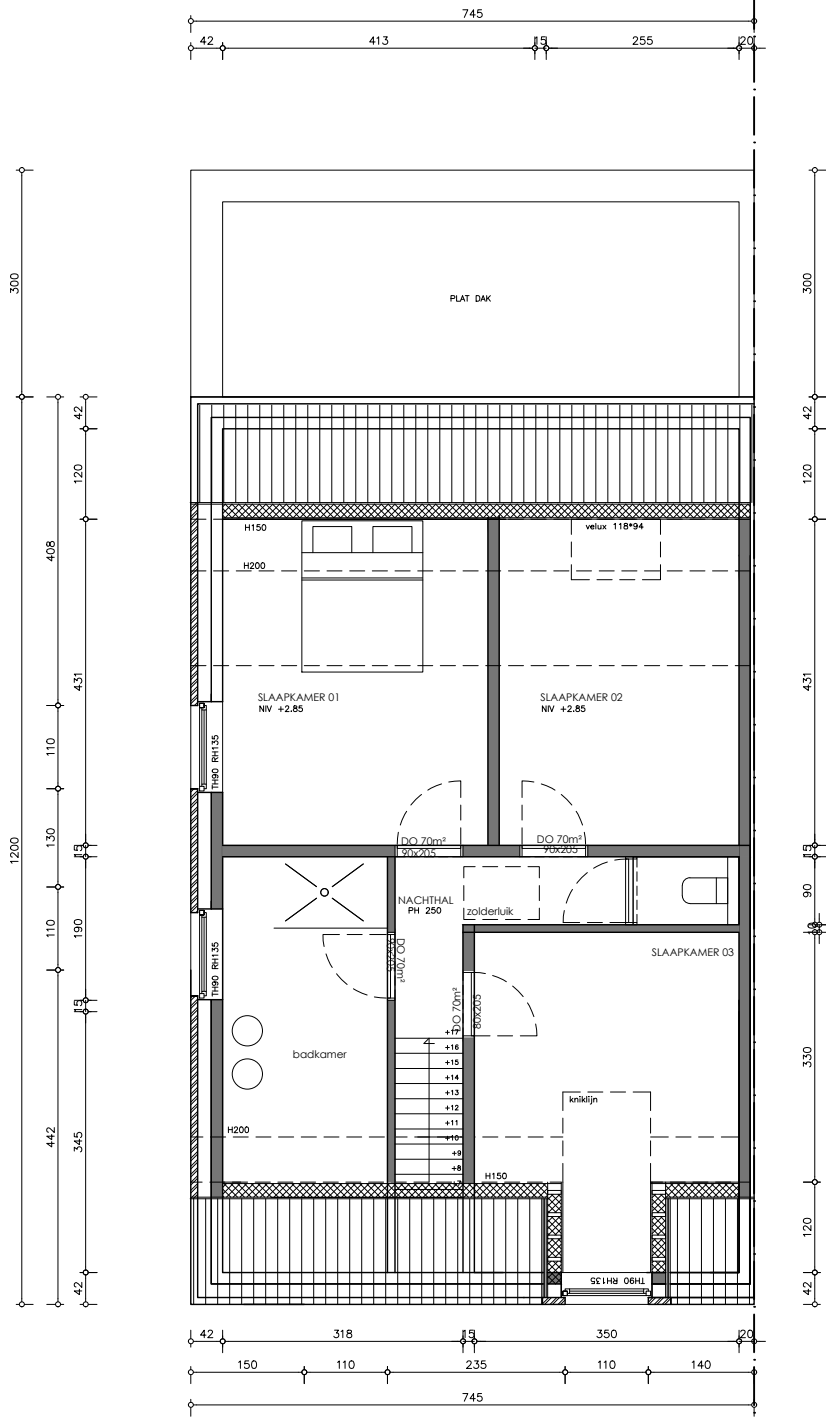 745
42 413 15 255 20
300
300
PLAT DAK
42
42
120
120
H150
velux 118*94
H200
408
431
431
SLAAPKAMER 01
NIV +2.85
SLAAPKAMER 02
NIV +2.85
110
TH90 RH135
1200
130
DO 70m²
90x205
DO 70m²
90x205
15
15
90
NACHTHAL
PH 250
zolderluik
110
190
TH90 RH135
DO 70m²
90x205
10
SLAAPKAMER 03
15
DO 70m²
80x205
+17
+16
+15
+14
+13
+12
+11
+10
+9
+8
+7
badkamer
330
kniklijn
442
345
H200
H150
120
TH90 RH135
42
42
42 318 15 350 20
150 110 235 110 140
745